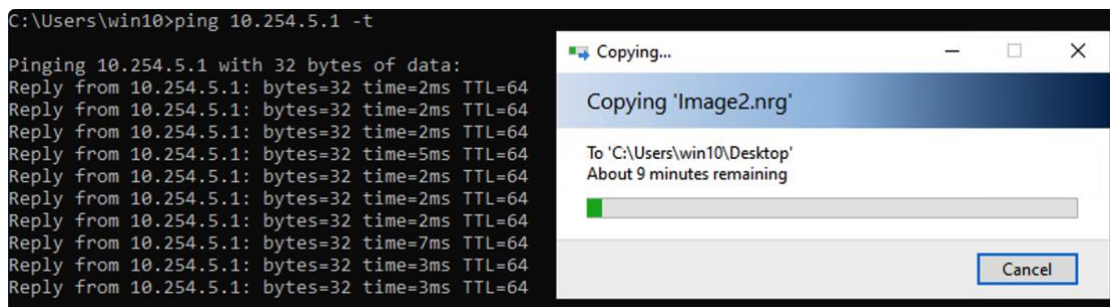 C:\Users\win10>ping 10.254.5.1 -t
Pinging 10.254.5.1 with 32 bytes of data:
Reply from 10.254.5.1: bytes=32 time=2ms TTL=64
Reply from 10.254.5.1: bytes=32 time=2ms TTL=64
Reply from 10.254.5.1: bytes=32 time=2ms TTL=64
Reply from 10.254.5.1: bytes=32 time=5ms TTL=64
Reply from 10.254.5.1: bytes=32 time=2ms TTL=64
Reply from 10.254.5.1: bytes=32 time=2ms TTL=64
Reply from 10.254.5.1: bytes=32 time=2ms TTL=64
Reply from 10.254.5.1: bytes=32 time=7ms TTL=64
Reply from 10.254.5.1: bytes=32 time=3ms TTL=64
Reply from 10.254.5.1: bytes=32 time=3ms TTL=64
Copying...
Copying 'Image2.nrg'
To 'C:\Users\win10\Desktop'
About 9 minutes remaining
Cancel